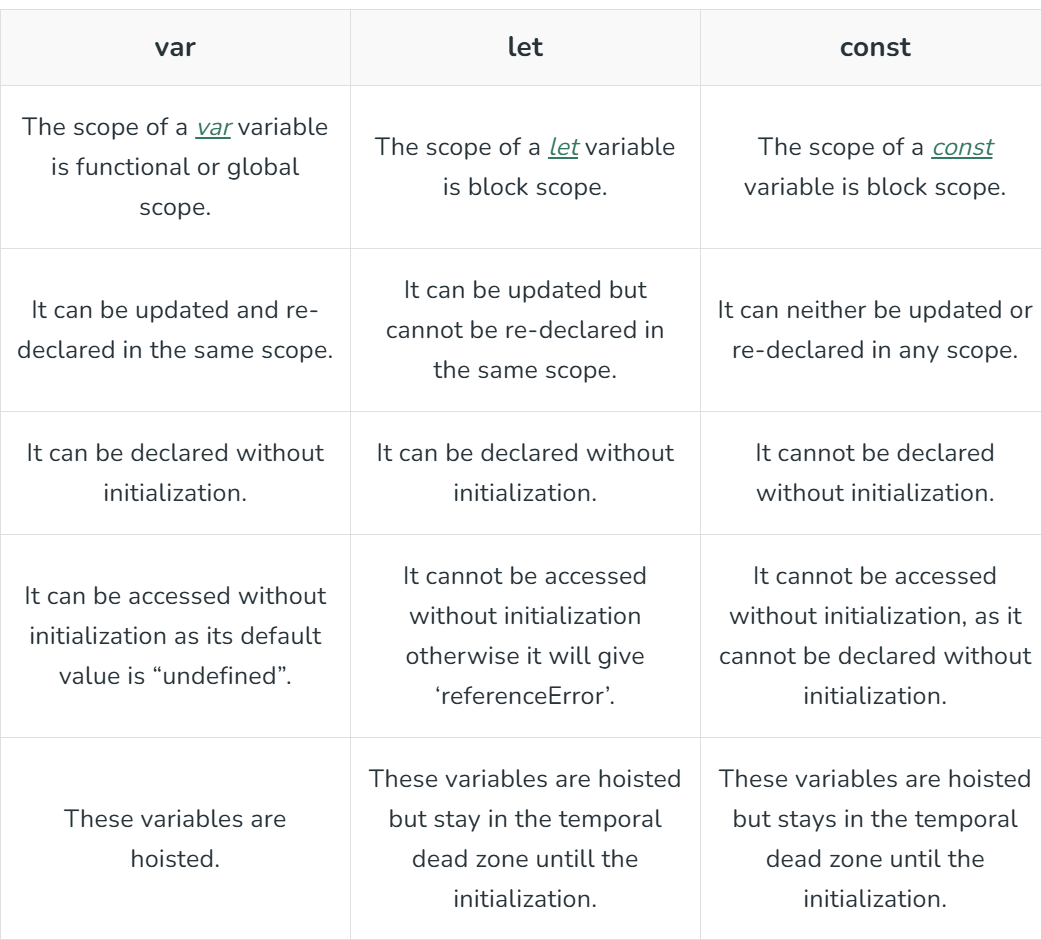 var
let
const
The scope of a var variable
is functional or global
scope.
The scope of a let variable
is block scope.
The scope of a const
variable is block scope.
It can be updated and re-
declared in the same scope.
It can be updated but
cannot be re-declared in
the same scope.
It can neither be updated or
re-declared in any scope.
It can be declared without
initialization.
It can be declared without
initialization.
It cannot be declared
without initialization.
It can be accessed without
initialization as its default
value is “undefined”.
It cannot be accessed
without initialization
otherwise it will give
‘referenceError’.
It cannot be accessed
without initialization, as it
cannot be declared without
initialization.
These variables are
hoisted.
These variables are hoisted
but stay in the temporal
dead zone untill the
initialization.
These variables are hoisted
but stays in the temporal
dead zone until the
initialization.